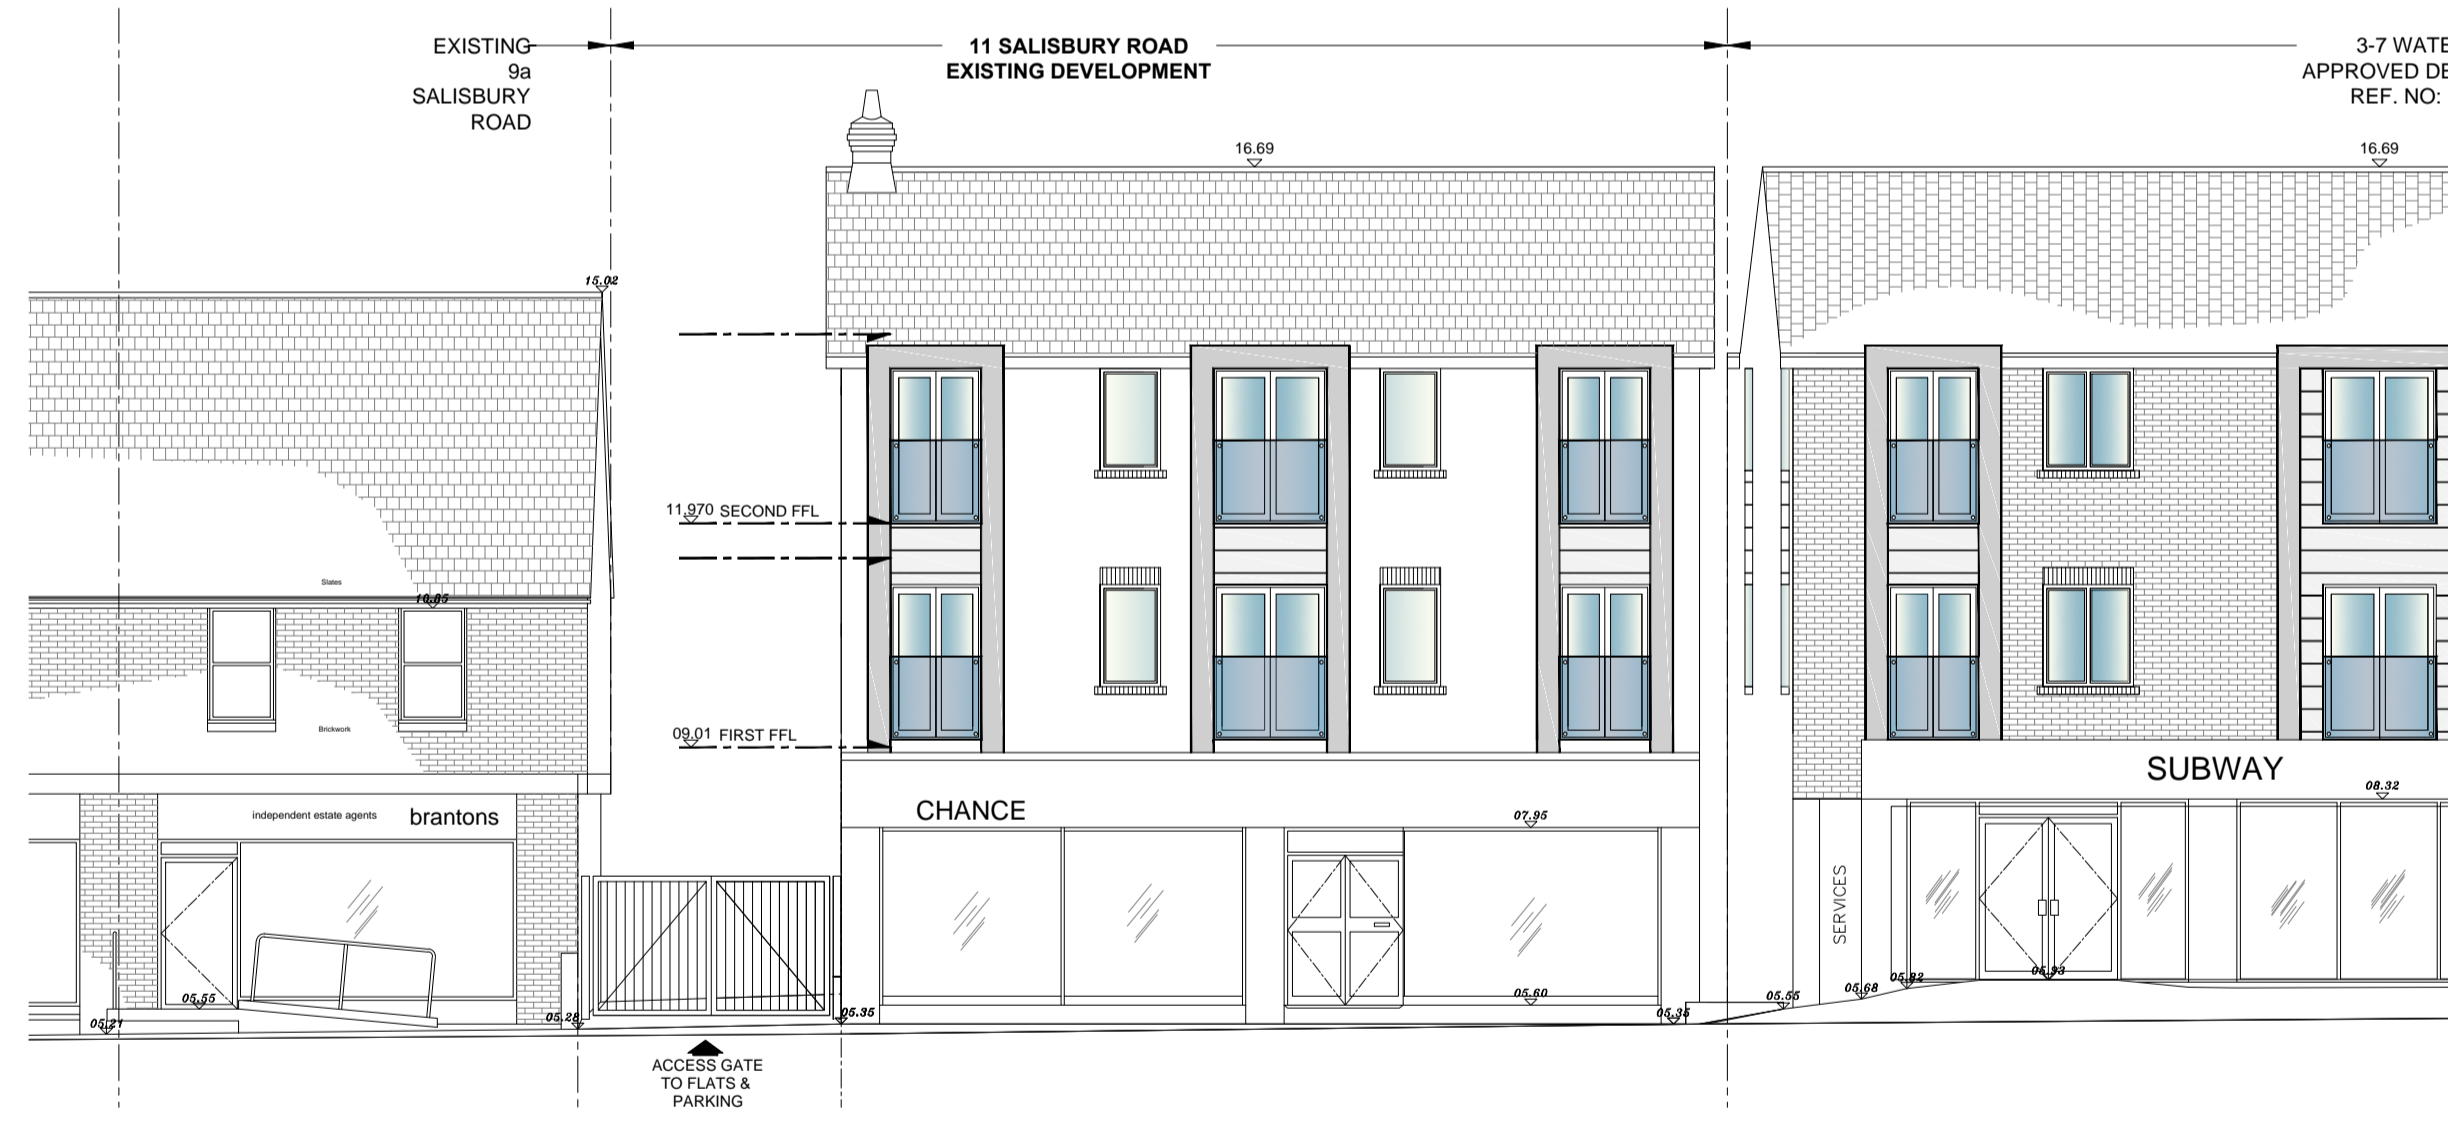 EXISTING
9a
SALISBURY
ROAD
11 SALISBURY ROAD
EXISTING DEVELOPMENT
3-7 WATE
APPROVED DE
REF. NO:
16.69
16.69
15.02
11.970 SECOND FFL
Slates
10.85
Brickwork
09.01 FIRST FFL
SUBWAY
08.32
independent estate agents brantons
CHANCE
07.95
SERVICES
05.55
05.21
05.28
05.35
05.60
05.35
05.55
05.68
05.82
05.93
ACCESS GATE
TO FLATS &
PARKING